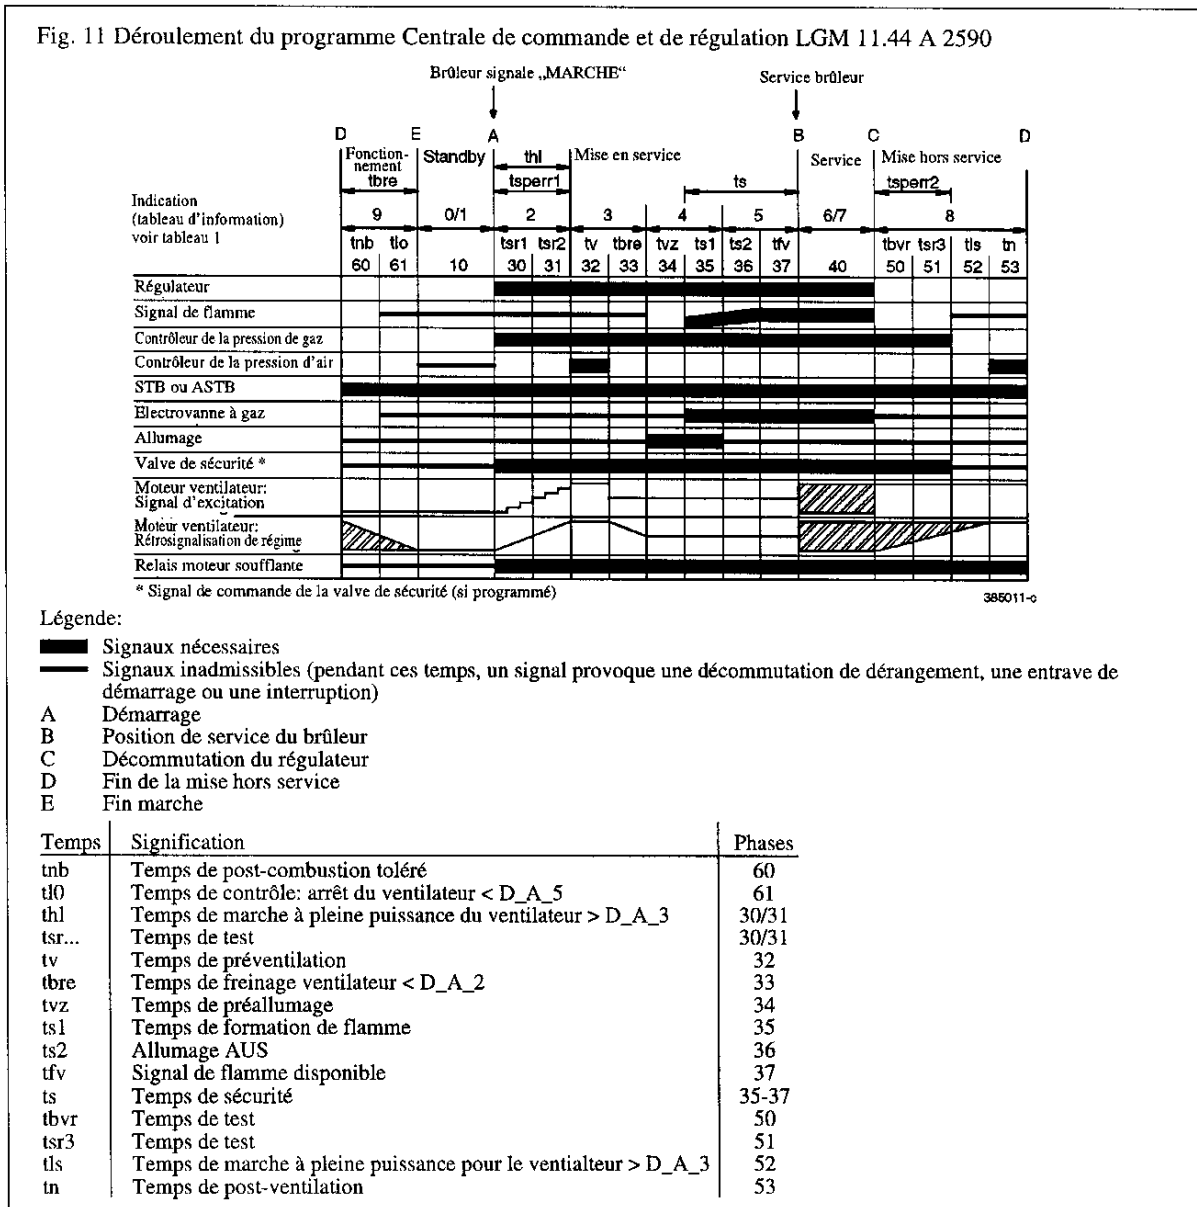 Fig. 11 Déroulement du programme Centrale de commande et de régulation LGM 11.44 A 2590
Brûleur signale „MARCHE“
Service brûleur
D E A B C D
Fonction-
nement
tbre
Standby
thl
tsperr1
Mise en service
ts
Service
Mise hors service
tsperr2
Indication
(tableau d'information)
voir tableau 1
9 0/1 2 3 4 5 6/7 8
tnb tlo tsr1 tsr2 tv tbre tvz ts1 ts2 tfv tbvr tsr3 tls tn
60 61 10 30 31 32 33 34 35 36 37 40 50 51 52 53
Régulateur
Signal de flamme
Contrôleur de la pression de gaz
Contrôleur de la pression d'air
STB ou ASTB
Electrovanne à gaz
Allumage
Valve de sécurité *
Moteur ventilateur:
Signal d'excitation
Moteur ventilateur:
Rétrosignalisation de régime
Relais moteur soufflante
* Signal de commande de la valve de sécurité (si programmé)
385011-c
Légende:
Signaux nécessaires
Signaux inadmissibles (pendant ces temps, un signal provoque une décommutation de dérangement, une entrave de
démarrage ou une interruption)
A Démarrage
B Position de service du brûleur
C Décommutation du régulateur
D Fin de la mise hors service
E Fin marche
Temps Signification Phases
tnb Temps de post-combustion toléré 60
tl0 Temps de contrôle: arrêt du ventilateur < D_A_5 61
thl Temps de marche à pleine puissance du ventilateur > D_A_3 30/31
tsr... Temps de test 30/31
tv Temps de préventilation 32
tbre Temps de freinage ventilateur < D_A_2 33
tvz Temps de préallumage 34
ts1 Temps de formation de flamme 35
ts2 Allumage AUS 36
tfv Signal de flamme disponible 37
ts Temps de sécurité 35-37
tbvr Temps de test 50
tsr3 Temps de test 51
tls Temps de marche à pleine puissance pour le ventialteur > D_A_3 52
tn Temps de post-ventilation 53